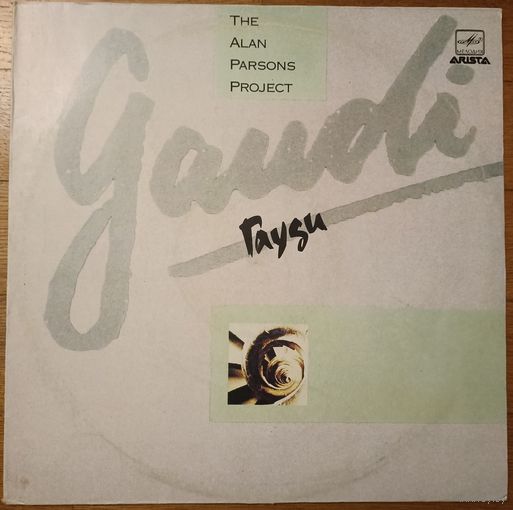 THE
ALAN
PARSONS
PROJECT
МЕЛОДИЯ
ARISTA
gaudi
Гауди